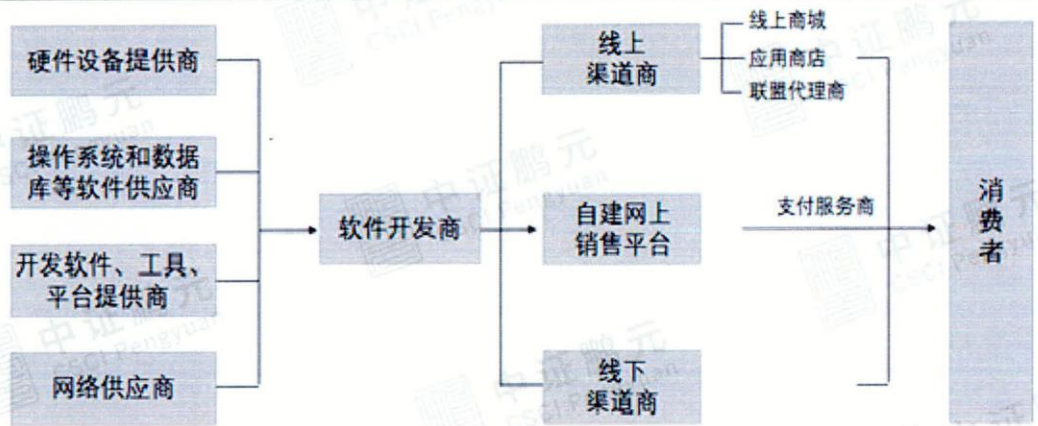 硬件设备提供商
操作系统和数据
库等软件供应商
开发软件、工具、
平台提供商
网络供应商
软件开发商
线上
渠道商
线上商城
应用商店
联盟代理商
自建网上
销售平台
支付服务商
线下
渠道商
消
费
者
中证鹏元
CSCI Pengyuan